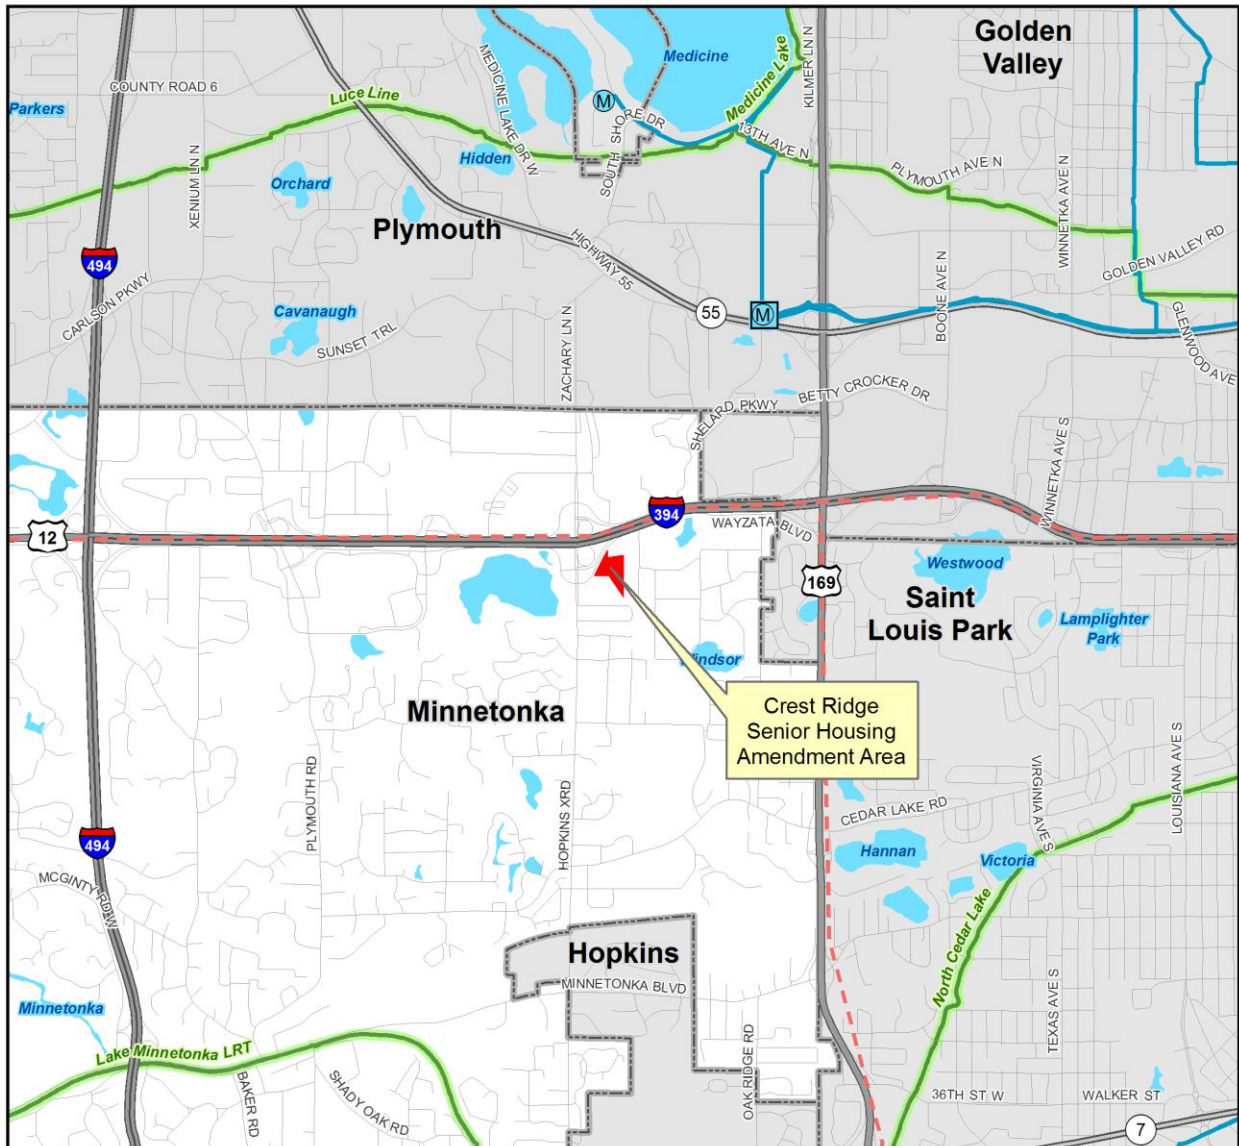 Golden
Valley
Medicine
KILMER LN N
MEDICINE LAKE DR W
COUNTY ROAD 6
Parkers
Luce Line
M
SOUTH SHORE DR
Medicine Lake
13TH AVE N
PLYMOUTH AVE N
WINNETKA AVE N
Hidden
XENIUM LN N
Orchard
Plymouth
HIGHWAY 55
GOLDEN VALLEY RD
494
CARLSON PKWY
Cavanaugh
SUNSET TRL
ZACHARY LN N
55
M
BOONE AVE N
GLENWOOD AVE
BETTY CROCKER DR
SHELARD PKWY
WINNETKA AVE S
394
WAYZATA BLVD
12
169
Westwood
Saint
Louis Park
Lamplighter
Park
Windsor
Minnetonka
Crest Ridge
Senior Housing
Amendment Area
PLYMOUTH RD
HOPKINS XRD
VIRGINIA AVE S
LOUISIANA AVE S
CEDAR LAKE RD
494
Hannan
Victoria
MCGINTY RD W
North Cedar Lake
Hopkins
MINNETONKA BLVD
Minnetonka
TEXAS AVE S
Lake Minnetonka LRT
BAKER RD
SHADY OAK RD
OAK RIDGE RD
36TH ST W
WALKER ST
7